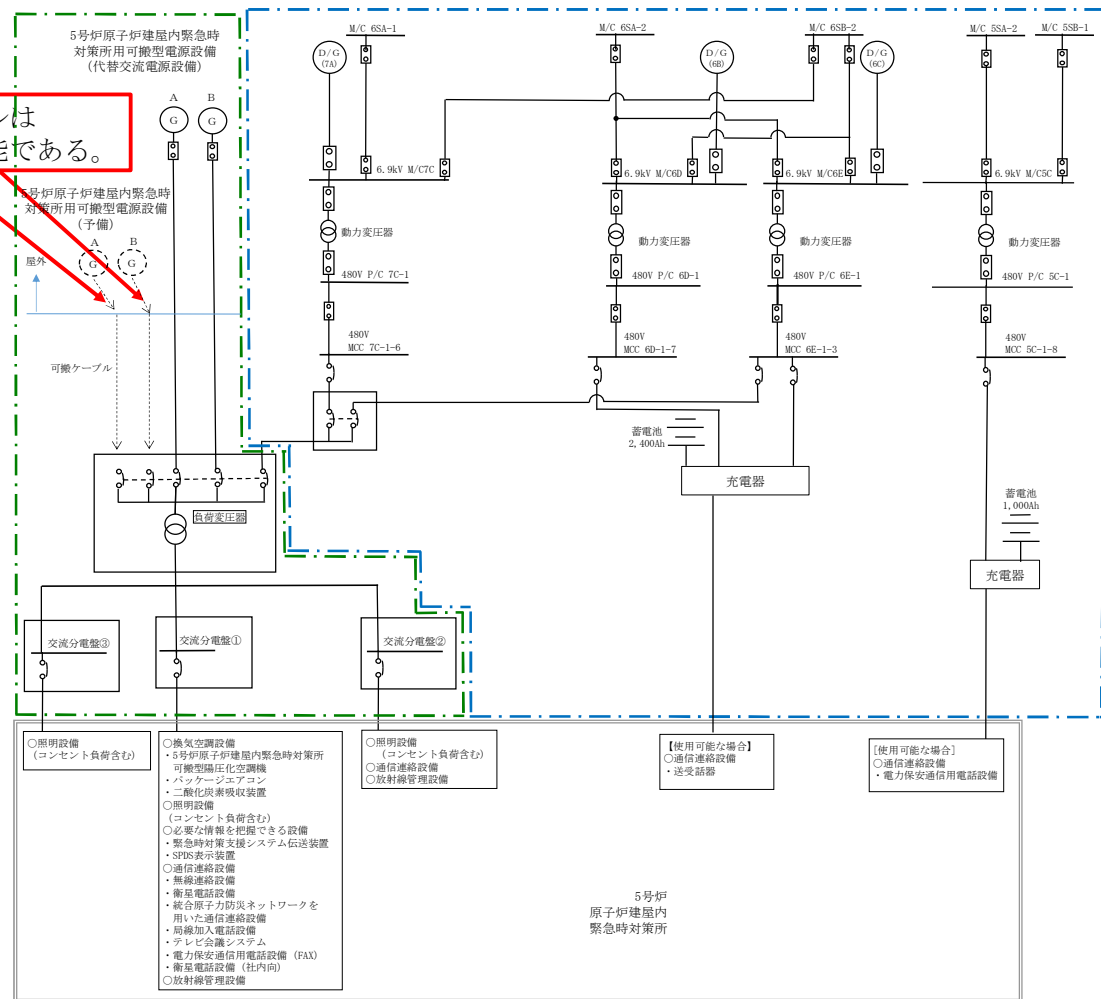 5号炉原子炉建屋内緊急時
対策所用可搬型電源設備
(代替交流電源設備)
A
B
G
G
ルは
能である。
5号炉原子炉建屋内緊急時
対策所用可搬型電源設備
(予備)
A
B
G
G
屋外
可搬ケーブル
負荷変圧器
交流分電盤③
交流分電盤①
交流分電盤②
M/C 6SA-1
D/G
(7A)
6.9kV M/C7C
動力変圧器
480V P/C 7C-1
480V
MCC 7C-1-6
M/C 6SA-2
M/C 6SB-2
D/G
(6B)
D/G
(6C)
6.9kV M/C6D
6.9kV M/C6E
動力変圧器
動力変圧器
480V P/C 6D-1
480V P/C 6E-1
480V
MCC 6D-1-7
480V
MCC 6E-1-3
蓄電池
2,400Ah
充電器
M/C 5SA-2
M/C 5SB-1
6.9kV M/C5C
動力変圧器
480V P/C 5C-1
480V
MCC 5C-1-8
蓄電池
1,000Ah
充電器
○照明設備
(コンセント負荷含む)
○換気空調設備
・5号炉原子炉建屋内緊急時対策所
可搬型陽圧化空調機
・パッケージエアコン
・二酸化炭素吸収装置
○照明設備
(コンセント負荷含む)
○必要な情報を把握できる設備
・緊急時対策支援システム伝送装置
・SPDS表示装置
○通信連絡設備
・無線連絡設備
・衛星電話設備
・統合原子力防災ネットワークを
用いた通信連絡設備
・局線加入電話設備
・テレビ会議システム
・電力保安通信用電話設備 (FAX)
・衛星電話設備 (社内向)
○放射線管理設備
○照明設備
(コンセント負荷含む)
○通信連絡設備
○放射線管理設備
【使用可能な場合】
○通信連絡設備
・送受話器
[使用可能な場合]
○通信連絡設備
・電力保安通信用電話設備
5号炉
原子炉建屋内
緊急時対策所